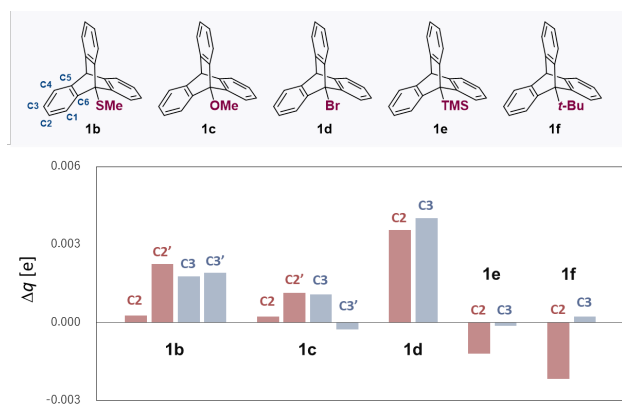 C5
C4
C3
C6
C2
C1
SMe
OMe
Br
TMS
t-Bu
1b
1c
1d
1e
1f
0.006
0.003
0.000
-0.003
Δq [e]
C2
C2’
C3
C3’
1b
C2
C2’
C3
C3’
1c
C2
C3
1d
1e
C2
C3
1f
C2
C3